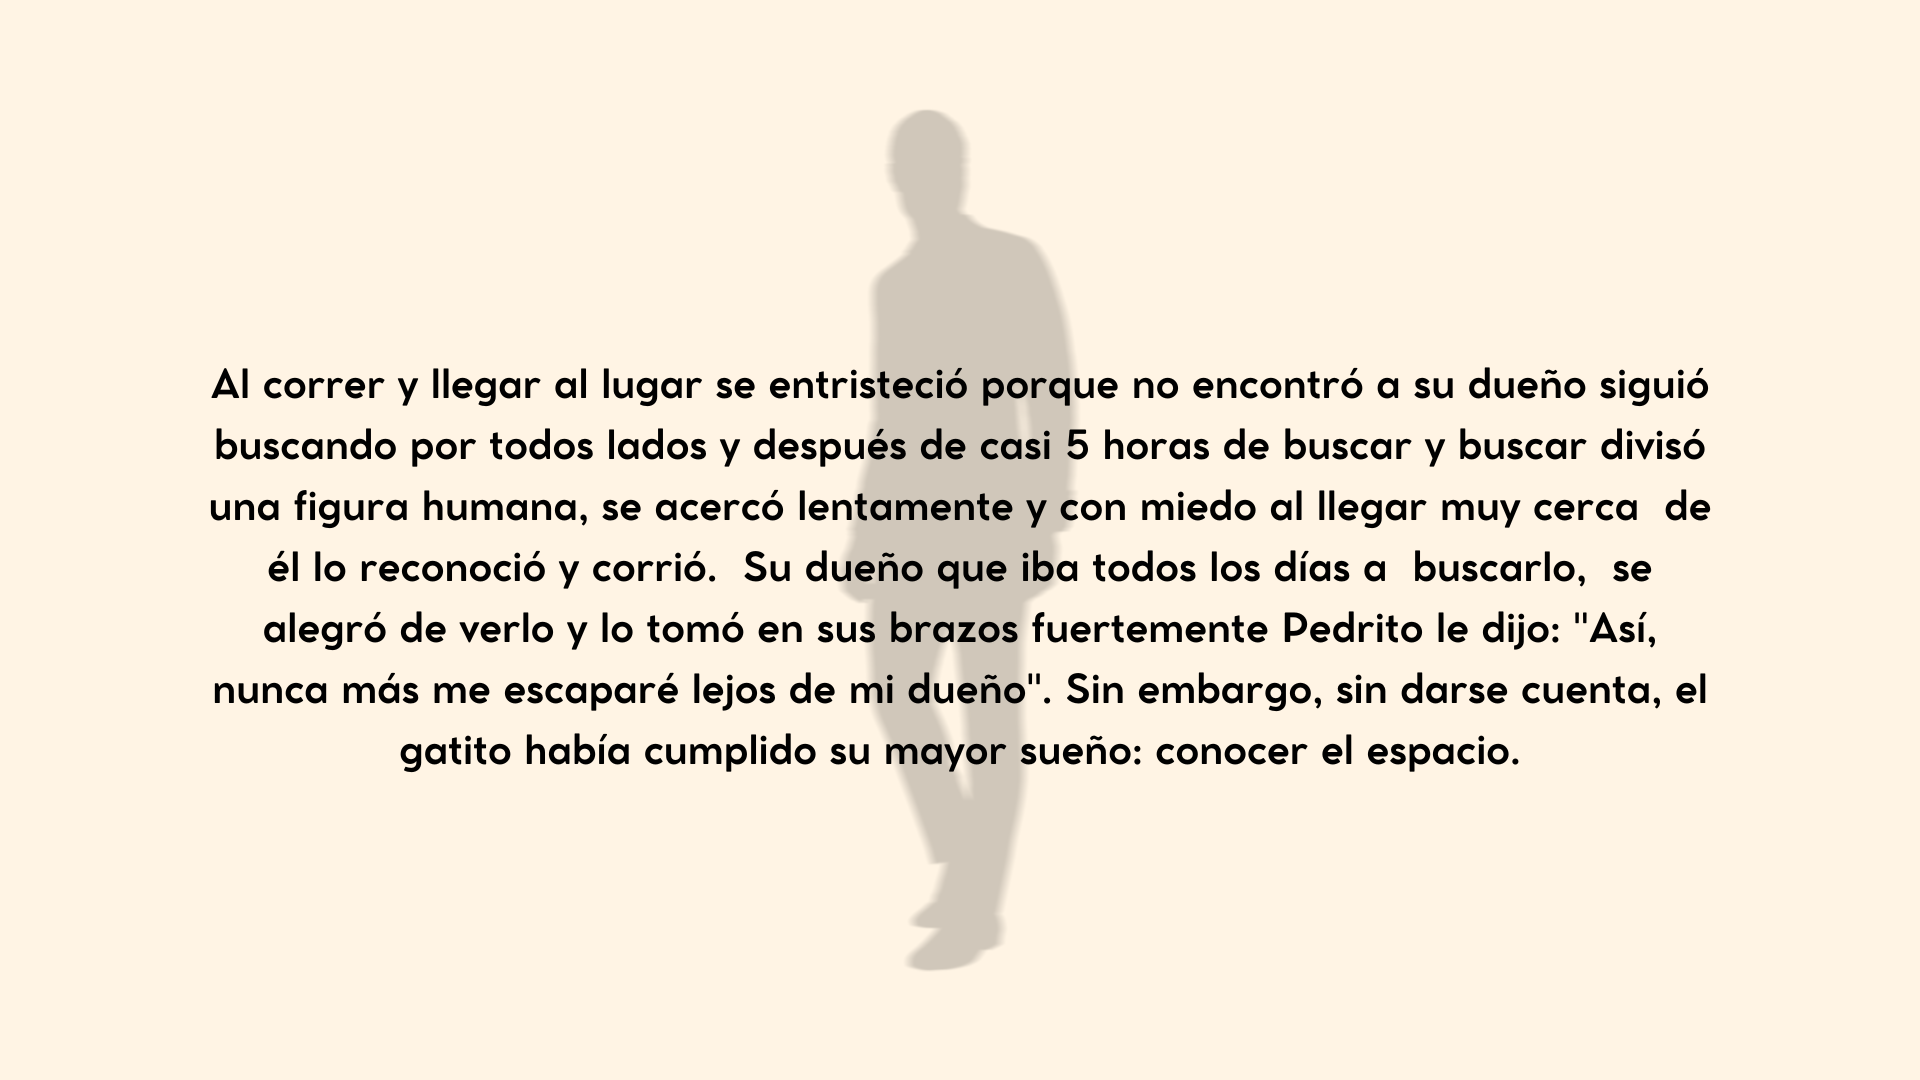 Al correr y llegar al lugar se entristeció porque no encontró a su dueño siguió
buscando por todos lados y después de casi 5 horas de buscar y buscar divisó
una figura humana, se acercó lentamente y con miedo al llegar muy cerca  de
él lo reconoció y corrió.  Su dueño que iba todos los días a  buscarlo,  se
alegró de verlo y lo tomó en sus brazos fuertemente Pedrito le dijo: "Así,
nunca más me escaparé lejos de mi dueño". Sin embargo, sin darse cuenta, el
gatito había cumplido su mayor sueño: conocer el espacio.